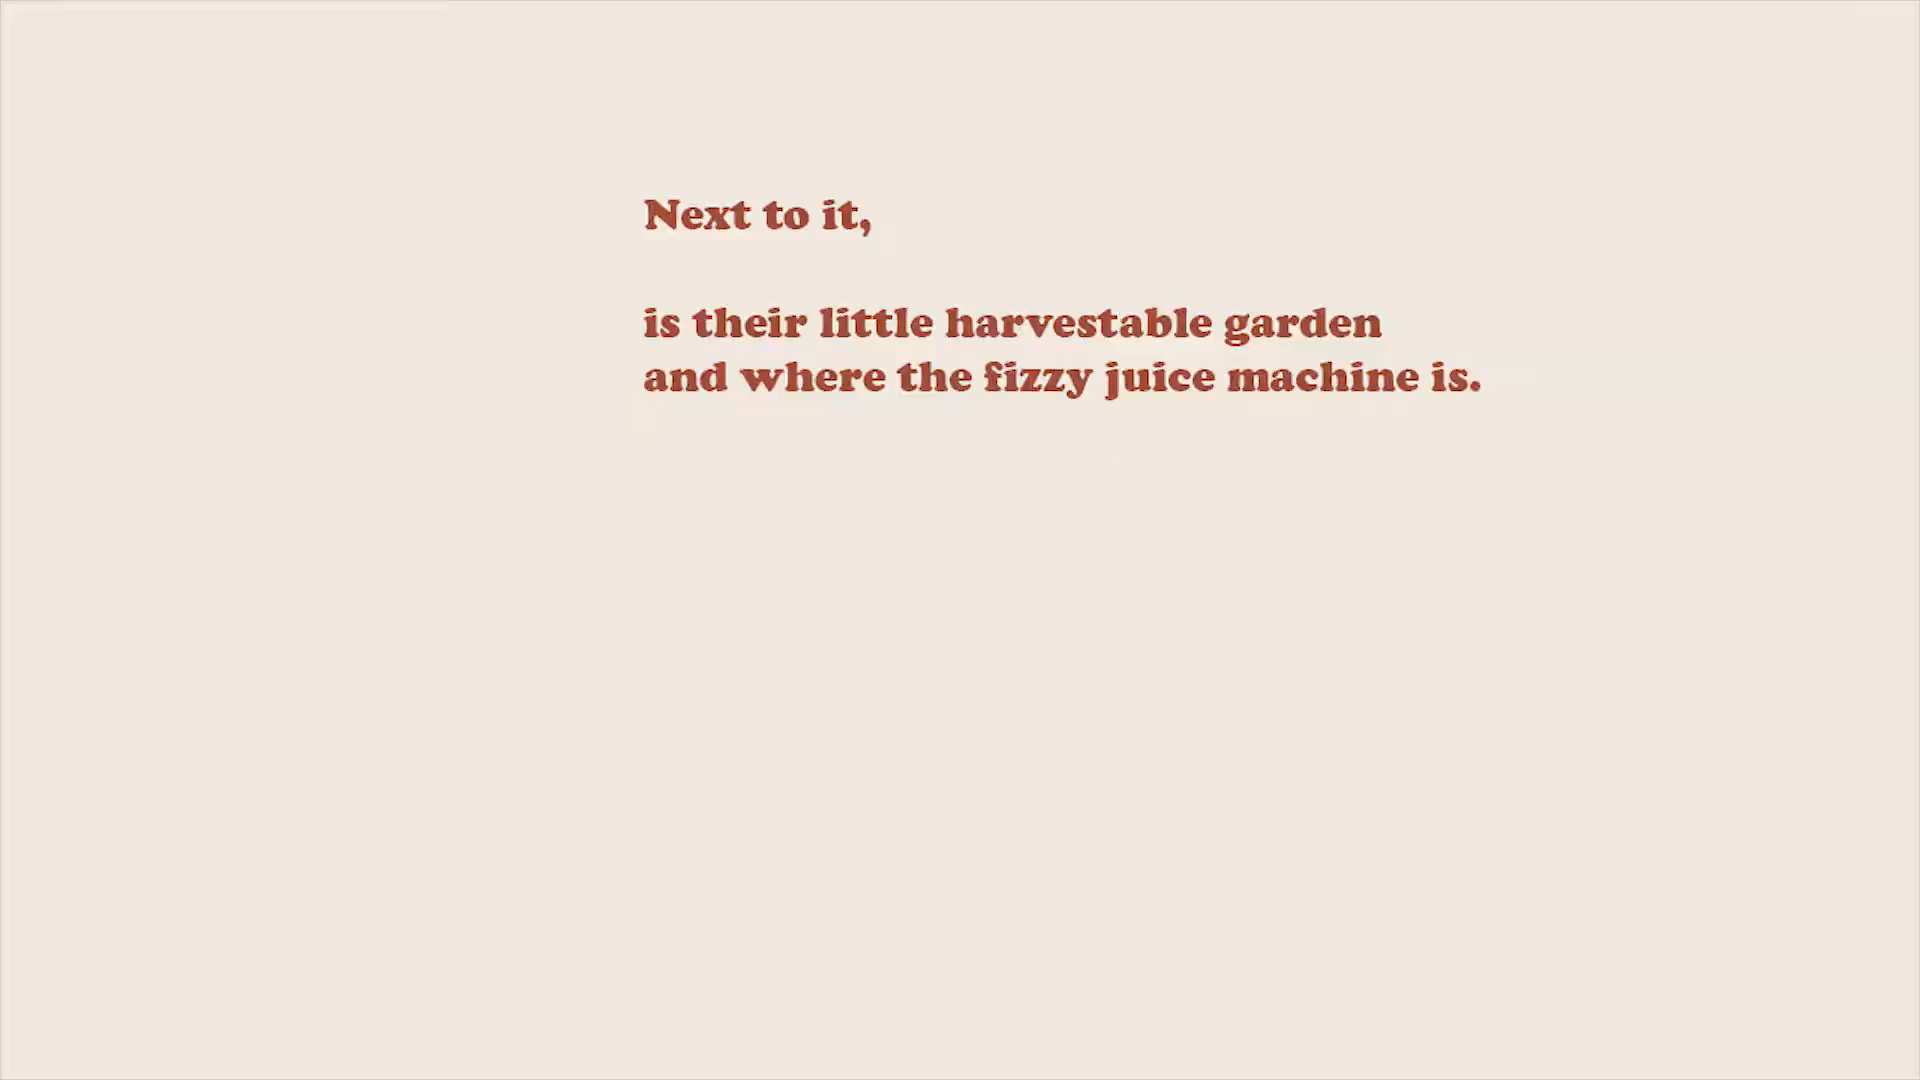 Next to it,
is their little harvestable garden
and where the fizzy juice machine is.